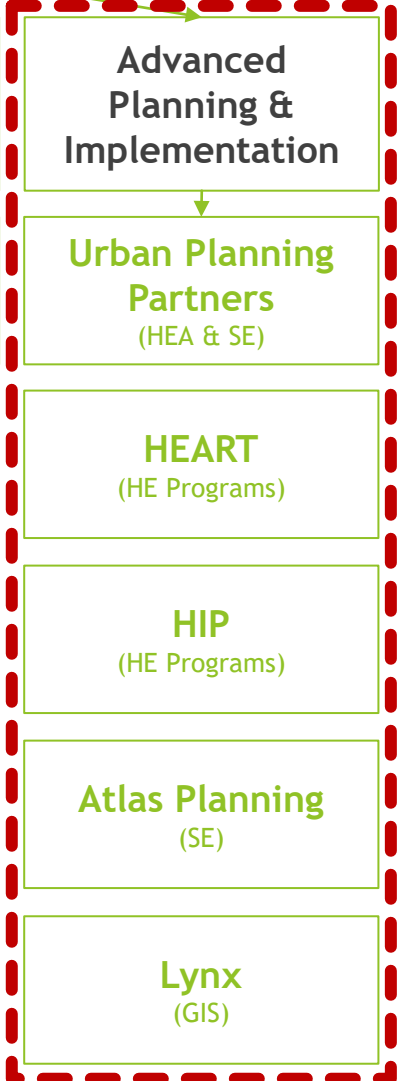 Advanced
Planning &
Implementation
Urban Planning
Partners
(HEA & SE)
HEART
(HE Programs)
HIP
(HE Programs)
Atlas Planning
(SE)
Lynx
(GIS)